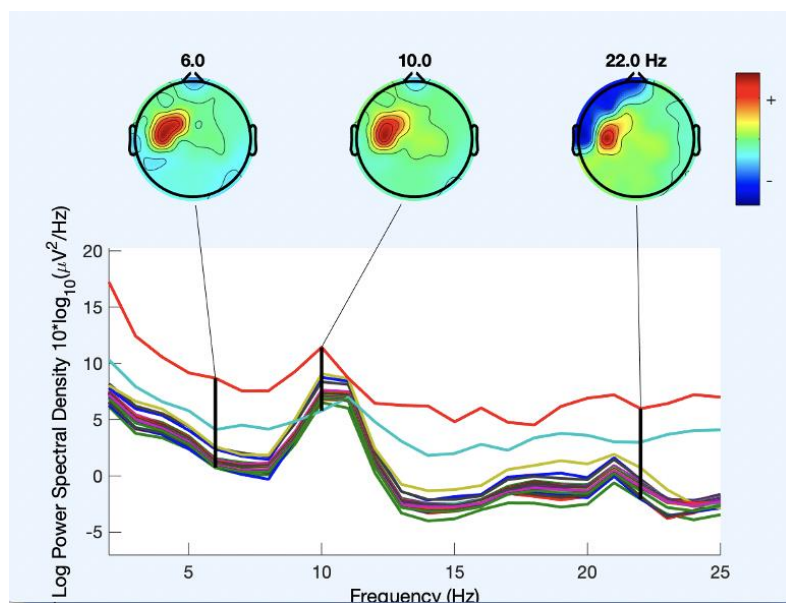 6.0 10.0 22.0 Hz
+
-
Log Power Spectral Density 10*log10(μV2/Hz)
20
15
10
5
0
-5
5 10 15 20 25
Frequency (Hz)